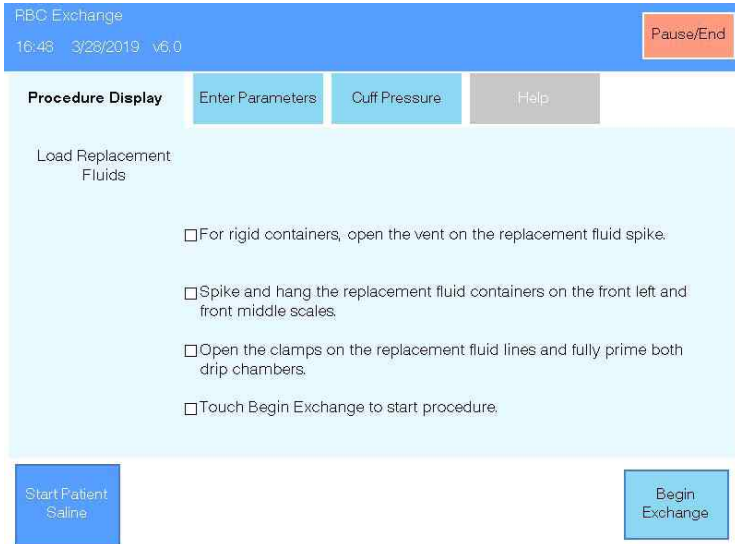 RBC Exchange
16:48 3/28/2019 v6.0
Pause/End
Procedure Display
Enter Parameters
Cuff Pressure
Help
Load Replacement
Fluids
For rigid containers, open the vent on the replacement fluid spike.
Spike and hang the replacement fluid containers on the front left and
front middle scales.
Open the clamps on the replacement fluid lines and fully prime both
drip chambers.
Touch Begin Exchange to start procedure.
Start Patient
Saline
Begin
Exchange